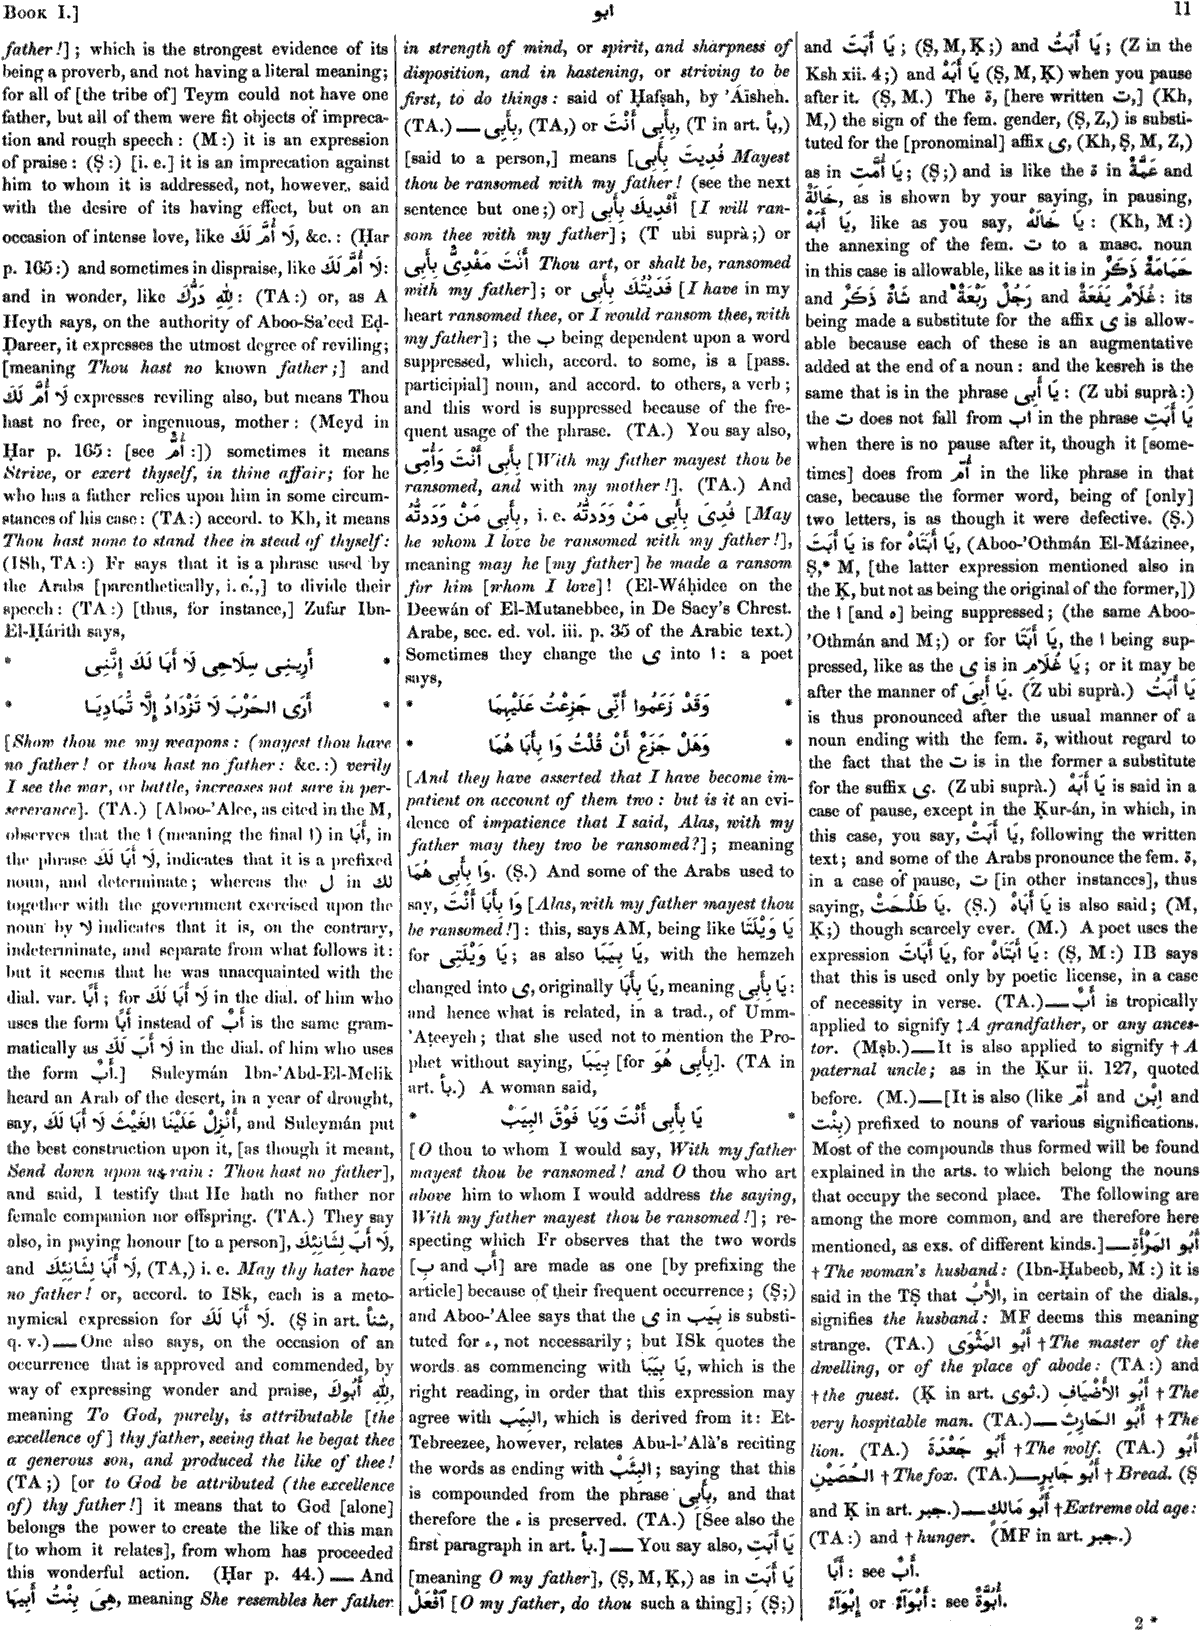 BOOK I.]
ابو
11
father!]; which is the strongest evidence of its
being a proverb, and not having a literal meaning;
for all of [the tribe of] Teym could not have one
father, but all of them were fit objects of impreca-
tion and rough speech: (M:) it is an expression
of praise: (Ṣ:) [i. e.] it is an imprecation against
him to whom it is addressed, not, however, said
with the desire of its having effect, but on an
occasion of intense love, like لَا أُمَّ لَكَ, &c.: (Ḥar
p. 165:) and sometimes in dispraise, like لَا أُمَّ لَكَ:
and in wonder, like لِلّٰهِ دَرُّكَ: (TA:) or, as A
Heyth says, on the authority of Aboo-Sa'eed Eḍ-
Ḍareer, it expresses the utmost degree of reviling;
[meaning Thou hast no known father;] and
لَا أُمَّ لَكَ expresses reviling also, but means Thou
hast no free, or ingenuous, mother: (Meyd in
Ḥar p. 165: [see أُمٌّ:]) sometimes it means
Strive, or exert thyself, in thine affair; for he
who has a father relies upon him in some circum-
stances of his case: (TA:) accord. to Kh, it means
Thou hast none to stand thee in stead of thyself:
(ISh, TA:) Fr says that it is a phrase used by
the Arabs [parenthetically, i. e.,] to divide their
speech: (TA:) [thus, for instance,] Zufar Ibn-
El-Ḥárith says,
* أَرِينِى سِلَاحِى لَا أَبَا لَكَ إِنَّنِى *
* أَرَى الحَرْبَ لَا تَزْدَادُ إِلَّا تَمَادِيَا *
[Show thou me my weapons: (mayest thou have
no father! or thou hast no father: &c.:) verily
I see the war, or battle, increases not save in per-
severance]. (TA.) [Aboo-'Alee, as cited in the M,
observes that the ا (meaning the final ا) in أَبَا, in
the phrase لَا أَبَا لَكَ, indicates that it is a prefixed
noun, and determinate; whereas the ل in لك
together with the government exercised upon the
noun by لا indicates that it is, on the contrary,
indeterminate, and separate from what follows it:
but it seems that he was unacquainted with the
dial. var. أَبًا; for لَا أَبَا لَكَ in the dial. of him who
uses the form أَبًا instead of أَبٌ is the same gram-
matically as لَا أَبَ لَكَ in the dial. of him who uses
the form أَبٌ.] Suleymán Ibn-'Abd-El-Melik
heard an Arab of the desert, in a year of drought,
say, أَنْزِلْ عَلَيْنَا الغَيْثَ لَا أَبَا لَكَ, and Suleymán put
the best construction upon it, [as though it meant,
Send down upon us rain: Thou hast no father],
and said, I testify that He hath no father nor
female companion nor offspring. (TA.) They say
also, in paying honour [to a person], لَا أَبَ لِشَانِئِكَ,
and لَا أَبَا لِشَانِئِكَ, (TA,) i. e. May thy hater have
no father! or, accord. to ISk, each is a meto-
nymical expression for لَا أَبَا لَكَ. (Ṣ in art. شنأ,
q. v.) — One also says, on the occasion of an
occurrence that is approved and commended, by
way of expressing wonder and praise, لِلّٰهِ أَبُوكَ,
meaning To God, purely, is attributable [the
excellence of] thy father, seeing that he begat thee
a generous son, and produced the like of thee!
(TA;) [or to God be attributed (the excellence
of) thy father!] it means that to God [alone]
belongs the power to create the like of this man
[to whom it relates], from whom has proceeded
this wonderful action. (Ḥar p. 44.) — And
هِىَ بِنْتُ أَبِيهَا, meaning She resembles her father
in strength of mind, or spirit, and sharpness of
disposition, and in hastening, or striving to be
first, to do things: said of Ḥafṣah, by 'Áïsheh.
(TA.) — بِأَبِى, (TA,) or بِأَبِى أَنْتَ, (T in art. بأ,)
[said to a person,] means [فُدِيتَ بِأَبِى Mayest
thou be ransomed with my father! (see the next
sentence but one;) or] أَفْدِيكَ بِأَبِى [I will ran-
som thee with my father]; (T ubi suprà;) or
أَنْتَ مَفْدِىٌّ بِأَبِى Thou art, or shalt be, ransomed
with my father]; or فَدَيْتُكَ بِأَبِى [I have in my
heart ransomed thee, or I would ransom thee, with
my father]; the ب being dependent upon a word
suppressed, which, accord. to some, is a [pass.
participial] noun, and accord. to others, a verb;
and this word is suppressed because of the fre-
quent usage of the phrase. (TA.) You say also,
بِأَبِى أَنْتَ وَأُمِّى [With my father mayest thou be
ransomed, and with my mother!]. (TA.) And
بِأَبِى مَنْ وَدِدتُّهُ, i. e. فُدِىَ بِأَبِى مَنْ وَدِدتُّهُ [May
he whom I love be ransomed with my father!],
meaning may he [my father] be made a ransom
for him [whom I love]! (El-Wáḥidee on the
Deewán of El-Mutanebbee, in De Sacy's Chrest.
Arabe, sec. ed. vol. iii. p. 35 of the Arabic text.)
Sometimes they change the ى into ا: a poet
says,
* وَقَدْ زَعَمُوا أَنِّى جَزِعْتُ عَلَيْهِمَا *
* وَهَلْ جَزَعٌ أَنْ قُلْتُ وَا بِأَبَا هُمَا *
[And they have asserted that I have become im-
patient on account of them two: but is it an evi-
dence of impatience that I said, Alas, with my
father may they two be ransomed?]; meaning
وَا بِأَبِى هُمَا. (Ṣ.) And some of the Arabs used to
say, وَا بِأَبَا أَنْتَ [Alas, with my father mayest thou
be ransomed!]: this, says AM, being like يَا وَيْلَتَا
for يَا وَيْلَتِى; as also يَا بِيَبَا, with the hemzeh
changed into ى, originally يَا بِأَبَا, meaning يَا بِأَبِى:
and hence what is related, in a trad., of Umm-
'Aṭeeyeh; that she used not to mention the Pro-
phet without saying, بِيَبَا [for بِأَبِى هُوَ]. (TA in
art. بأ.) A woman said,
* يَا بِأَبِى أَنْتَ وَيَا فَوْقَ البِيَبْ *
[O thou to whom I would say, With my father
mayest thou be ransomed! and O thou who art
above him to whom I would address the saying,
With my father mayest thou be ransomed!]; re-
specting which Fr observes that the two words
[ب and أَب] are made as one [by prefixing the
article] because of their frequent occurrence; (Ṣ;)
and Aboo-'Alee says that the ى in بِيَب is substi-
tuted for ء, not necessarily; but ISk quotes the
words as commencing with يَا بِيَبَا, which is the
right reading, in order that this expression may
agree with البِيَب, which is derived from it: Et-
Tebreezee, however, relates Abu-l-'Alà's reciting
the words as ending with البِئَبْ; saying that this
is compounded from the phrase بِأَبِى, and that
therefore the ء is preserved. (TA.) [See also the
first paragraph in art. بأ.] — You say also, يَا أَبَتِ
[meaning O my father], (Ṣ, M, Ḳ,) as in يَا أَبَتِ
ٱفْعَلْ [O my father, do thou such a thing]; (Ṣ;)
and يَا أَبَتَ; (Ṣ, M, Ḳ;) and يَا أَبَتُ; (Z in the
Ksh xii. 4;) and يَا أَبَهْ (Ṣ, M, Ḳ) when you pause
after it. (Ṣ, M.) The ة, [here written ت,] (Kh,
M,) the sign of the fem. gender, (Ṣ, Z,) is substi-
tuted for the [pronominal] affix ى, (Kh, Ṣ, M, Z,)
as in يَا أُمَّتِ; (Ṣ;) and is like the ة in عَمَّةٌ and
خَالَةٌ, as is shown by your saying, in pausing,
يَا أَبَهْ, like as you say, يَا خَالَهْ: (Kh, M:)
the annexing of the fem. ت to a masc. noun
in this case is allowable, like as it is in حَمَامَةٌ ذَكَرٌ
and شَاةٌ ذَكَرٌ and رَجُلٌ رَبْعَةٌ and غُلَامٌ يَفَعَةٌ: its
being made a substitute for the affix ى is allow-
able because each of these is an augmentative
added at the end of a noun: and the kesreh is the
same that is in the phrase يَا أَبِى: (Z ubi suprà:)
the ت does not fall from اب in the phrase يَا أَبَتِ
when there is no pause after it, though it [some-
times] does from أُمّ in the like phrase in that
case, because the former word, being of [only]
two letters, is as though it were defective. (Ṣ.)
يَا أَبَتَ is for يَا أَبَتَاهْ, (Aboo-'Othmán El-Mázinee,
Ṣ,* M, [the latter expression mentioned also in
the Ḳ, but not as being the original of the former,])
the ا [and ه] being suppressed; (the same Aboo-
'Othmán and M;) or for يَا أَبَتَا, the ا being sup-
pressed, like as the ى is in يَا غُلَامِ; or it may be
after the manner of يَا أَبِىَ. (Z ubi suprà.) يَا أَبَتُ
is thus pronounced after the usual manner of a
noun ending with the fem. ة, without regard to
the fact that the ت is in the former a substitute
for the suffix ى. (Z ubi suprà.) يَا أَبَهْ is said in a
case of pause, except in the Ḳur-án, in which, in
this case, you say, يَا أَبَتْ, following the written
text; and some of the Arabs pronounce the fem. ة,
in a case of pause, ت [in other instances], thus
saying, يَا طَلْحَتْ. (Ṣ.) يَا أَبَاهْ is also said; (M,
Ḳ;) though scarcely ever. (M.) A poet uses the
expression يَا أَبَاتَ, for يَا أَبَتَاهْ: (Ṣ, M:) IB says
that this is used only by poetic license, in a case
of necessity in verse. (TA.) — أَبٌ is tropically
applied to signify ‡ A grandfather, or any ances-
tor. (Mṣb.) — It is also applied to signify † A
paternal uncle; as in the Ḳur ii. 127, quoted
before. (M.) — [It is also (like أُمّ and اِبْن and
بِنْت) prefixed to nouns of various significations.
Most of the compounds thus formed will be found
explained in the arts. to which belong the nouns
that occupy the second place. The following are
among the more common, and are therefore here
mentioned, as exs. of different kinds.] — أَبُو المَرْأَةِ
† The woman's husband: (Ibn-Ḥabeeb, M:) it is
said in the TṢ that الأَبُ, in certain of the dials.,
signifies the husband: MF deems this meaning
strange. (TA.) أَبُو المَثْوَى † The master of the
dwelling, or of the place of abode: (TA:) and
† the guest. (Ḳ in art. ثوى.) أَبُو الأَضْيَافِ † The
very hospitable man. (TA.) — أَبُو الحَارِثِ † The
lion. (TA.) أَبُو جَعْدَةَ † The wolf. (TA.) أَبُو
الحُصَيْنِ † The fox. (TA.) — أَبُو جَابِرٍ † Bread. (Ṣ
and Ḳ in art. جبر.) — أَبُو مَالِكٍ † Extreme old age:
(TA:) and † hunger. (MF in art. جبر.)
أَبًا: see أَبٌ.
إِبْوَآءٌ or أَبْوَآءٌ: see أُبُوَّةٌ.
2 *